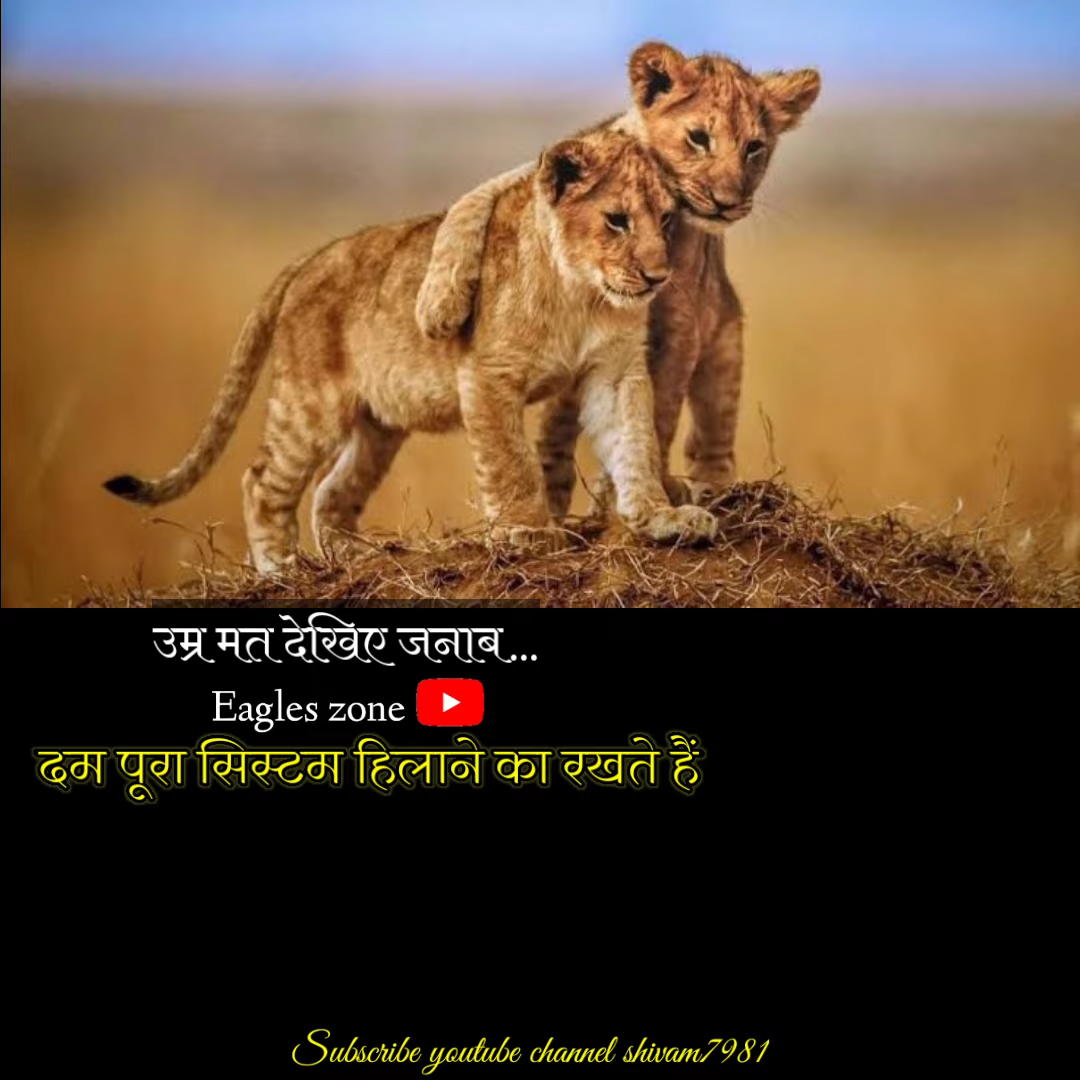 उम्र मत देखिए जनाब...
Eagles zone
दम पूरा सिस्टम हिलाने का रखते हैं
Subscribe youtube channel shivam7981